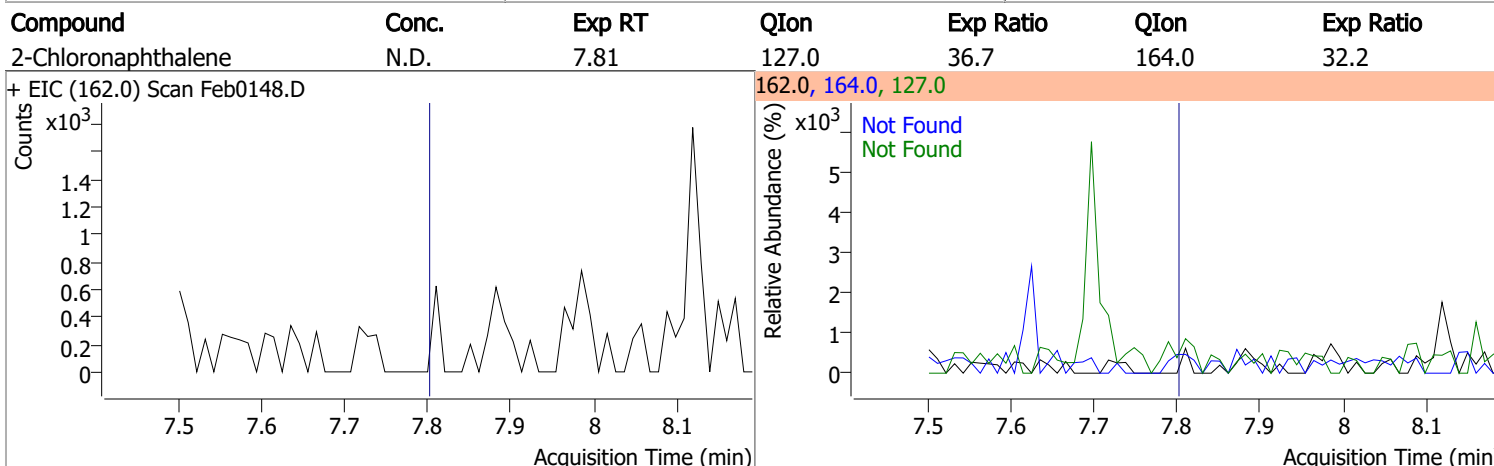 Compound Conc. Exp RT QIon Exp Ratio QIon Exp Ratio
2-Chloronaphthalene N.D. 7.81 127.0 36.7 164.0 32.2
+ EIC (162.0) Scan Feb0148.D
Counts
x10³
1.4
1.2
1
0.8
0.6
0.4
0.2
0
7.5 7.6 7.7 7.8 7.9 8 8.1
Acquisition Time (min)
162.0, 164.0, 127.0
Relative Abundance (%)
x10³
Not Found
Not Found
5
4
3
2
1
0
7.5 7.6 7.7 7.8 7.9 8 8.1
Acquisition Time (min)